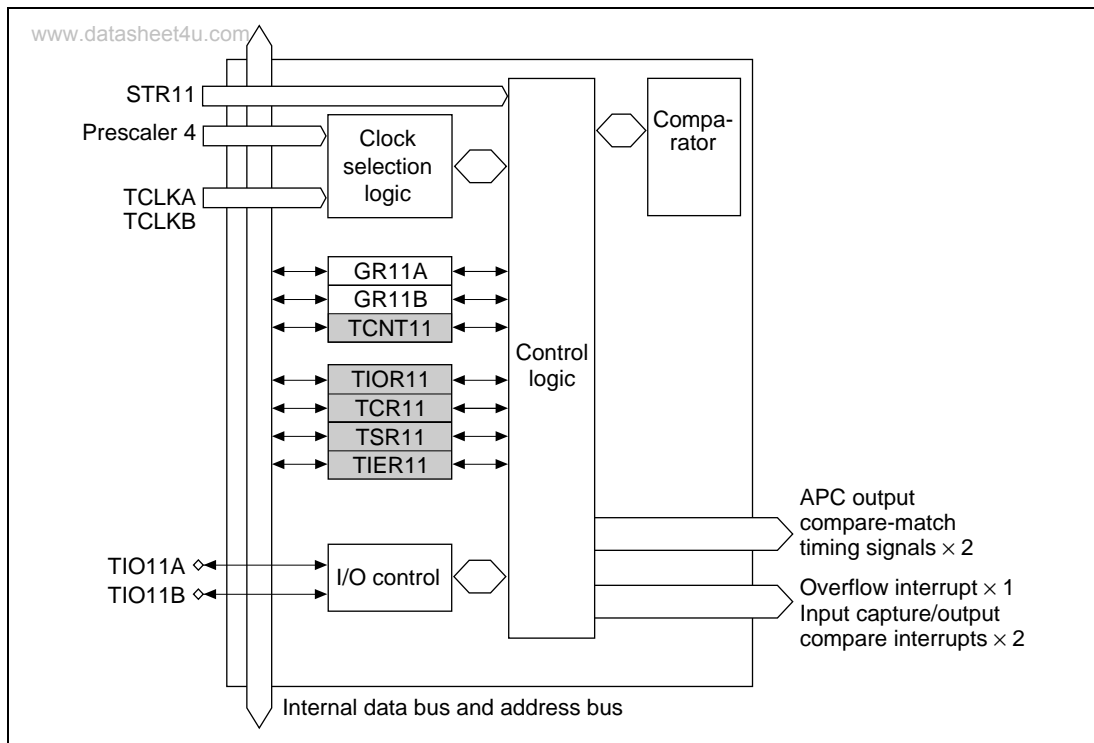 www.datasheet4u.com
STR11
Prescaler 4
TCLKA
TCLKB
Clock
selection
logic
Compa-
rator
GR11A
GR11B
TCNT11
Control
logic
TIOR11
TCR11
TSR11
TIER11
TIO11A
TIO11B
I/O control
APC output
compare-match
timing signals × 2
Overflow interrupt × 1
Input capture/output
compare interrupts × 2
Internal data bus and address bus